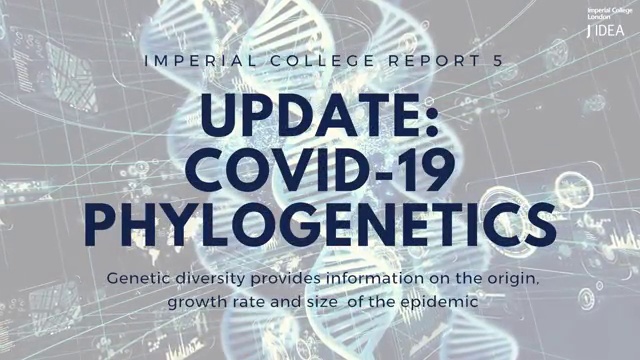 Imperial College
London
J IDEA
IMPERIAL COLLEGE REPORT 5
UPDATE:
COVID-19
PHYLOGENETICS
Genetic diversity provides information on the origin,
growth rate and size of the epidemic